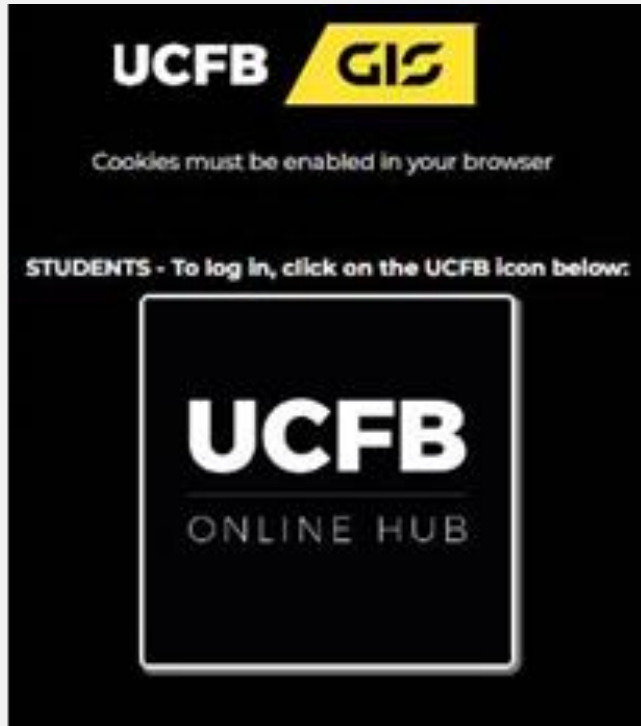 UCFB GIS
Cookies must be enabled in your browser
STUDENTS - To log in, click on the UCFB icon below:
UCFB
ONLINE HUB